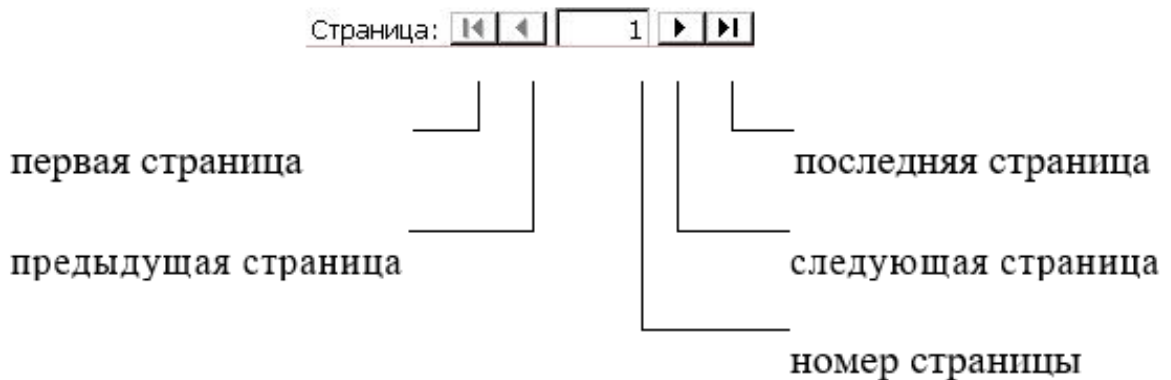 Страница: 1
первая страница
последняя страница
предыдущая страница
следующая страница
номер страницы